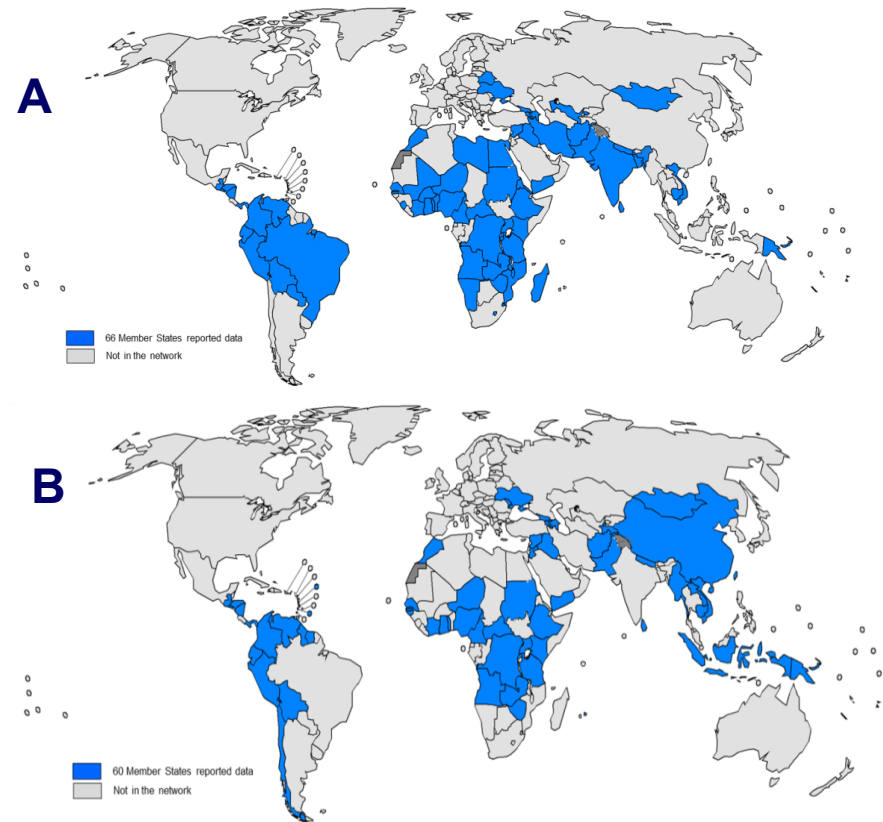 A
66 Member States reported data
Not in the network
B
60 Member States reported data
Not in the network